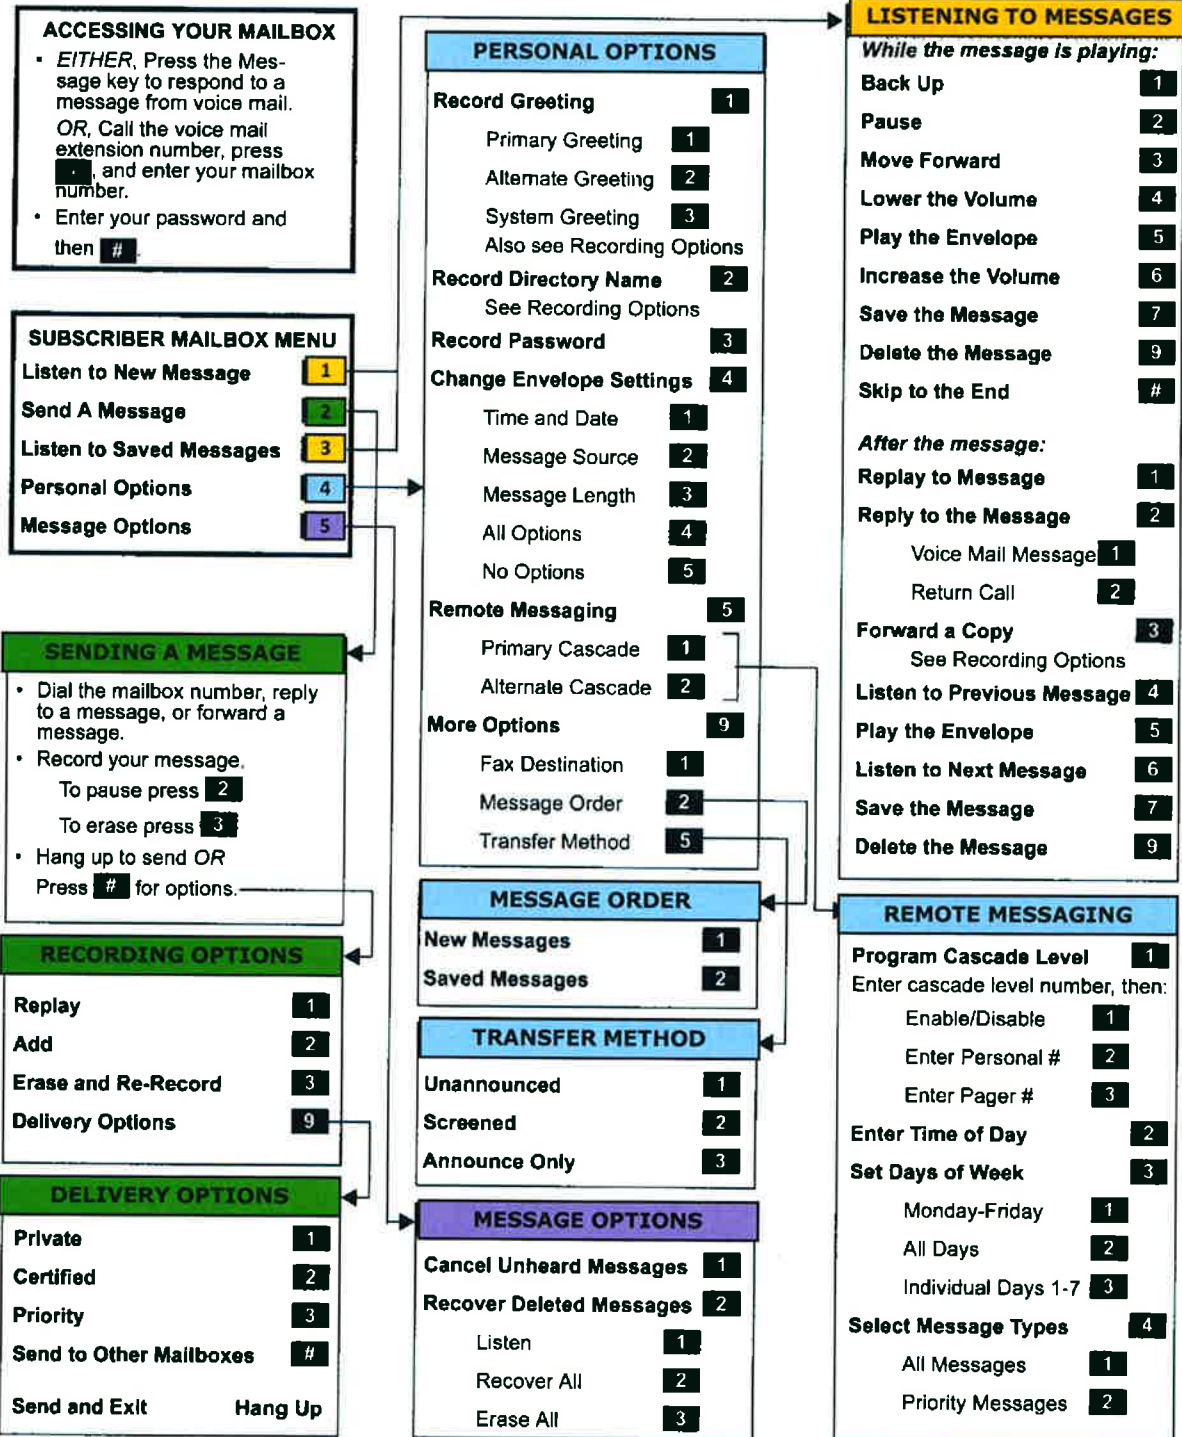 ACCESSING YOUR MAILBOX
• EITHER, Press the Mes-
sage key to respond to a
message from voice mail.
OR, Call the voice mail
extension number, press
, and enter your mailbox
number.
• Enter your password and
then # .
SUBSCRIBER MAILBOX MENU
Listen to New Message 1
Send A Message 2
Listen to Saved Messages 3
Personal Options 4
Message Options 5
SENDING A MESSAGE
• Dial the mailbox number, reply
to a message, or forward a
message.
• Record your message.
To pause press 2
To erase press 3
• Hang up to send OR
Press # for options.
RECORDING OPTIONS
Replay 1
Add 2
Erase and Re-Record 3
Delivery Options 9
DELIVERY OPTIONS
Private 1
Certified 2
Priority 3
Send to Other Mailboxes #
Send and Exit Hang Up
PERSONAL OPTIONS
Record Greeting 1
Primary Greeting 1
Alternate Greeting 2
System Greeting 3
Also see Recording Options
Record Directory Name 2
See Recording Options
Record Password 3
Change Envelope Settings 4
Time and Date 1
Message Source 2
Message Length 3
All Options 4
No Options 5
Remote Messaging 5
Primary Cascade 1
Alternate Cascade 2
More Options 9
Fax Destination 1
Message Order 2
Transfer Method 5
MESSAGE ORDER
New Messages 1
Saved Messages 2
TRANSFER METHOD
Unannounced 1
Screened 2
Announce Only 3
MESSAGE OPTIONS
Cancel Unheard Messages 1
Recover Deleted Messages 2
Listen 1
Recover All 2
Erase All 3
LISTENING TO MESSAGES
While the message is playing:
Back Up 1
Pause 2
Move Forward 3
Lower the Volume 4
Play the Envelope 5
Increase the Volume 6
Save the Message 7
Delete the Message 9
Skip to the End #
After the message:
Replay to Message 1
Reply to the Message 2
Voice Mail Message 1
Return Call 2
Forward a Copy 3
See Recording Options
Listen to Previous Message 4
Play the Envelope 5
Listen to Next Message 6
Save the Message 7
Delete the Message 9
REMOTE MESSAGING
Program Cascade Level 1
Enter cascade level number, then:
Enable/Disable 1
Enter Personal # 2
Enter Pager # 3
Enter Time of Day 2
Set Days of Week 3
Monday-Friday 1
All Days 2
Individual Days 1-7 3
Select Message Types 4
All Messages 1
Priority Messages 2